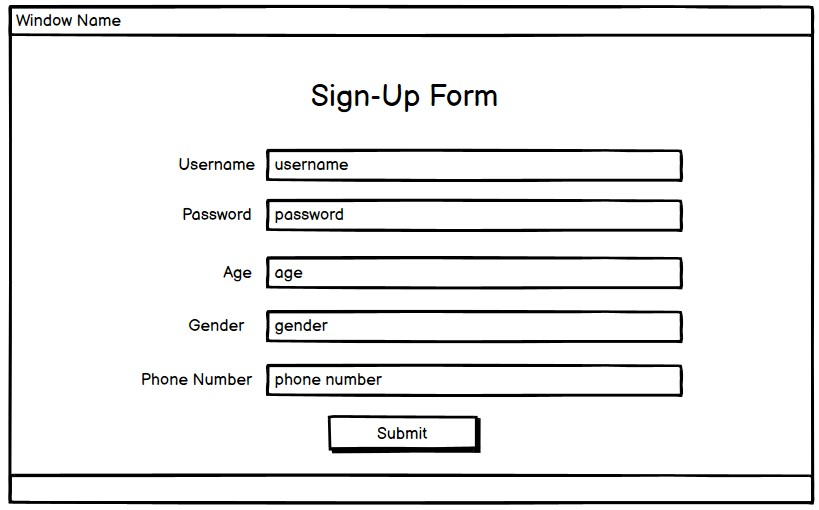 Window Name
Sign-Up Form
Username username
Password password
Age age
Gender gender
Phone Number phone number
Submit